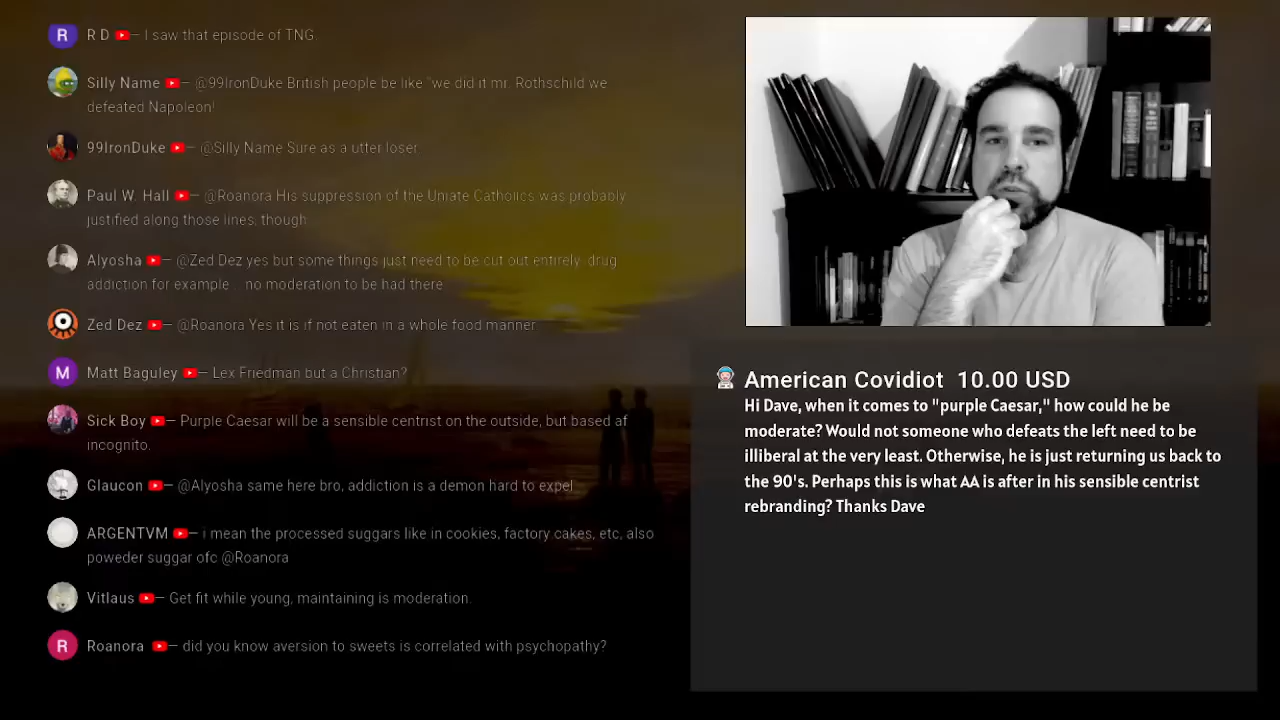 R D — I saw that episode of TNG.
Silly Name — @99IronDuke British people be like "we did it mr. Rothschild we
defeated Napoleon!
99IronDuke — @Silly Name Sure as a utter loser
Paul W. Hall — @Roanora His suppression of the Uniate Catholics was probably
justified along those lines, though
Alyosha — @Zed Dez yes but some things just need to be cut out entirely. drug
addiction for example .. no moderation to be had there
Zed Dez — @Roanora Yes it is if not eaten in a whole food manner
Matt Baguley — Lex Friedman but a Christian?
Sick Boy — Purple Caesar will be a sensible centrist on the outside, but based af
incognito.
Glaucon — @Alyosha same here bro, addiction is a demon hard to expel
ARGENTVM — i mean the processed suggars like in cookies, factory cakes, etc, also
poweder suggar ofc @Roanora
Vitlaus — Get fit while young, maintaining is moderation.
Roanora — did you know aversion to sweets is correlated with psychopathy?
American Covidiot 10.00 USD
Hi Dave, when it comes to "purple Caesar," how could he be
moderate? Would not someone who defeats the left need to be
illiberal at the very least. Otherwise, he is just returning us back to
the 90's. Perhaps this is what AA is after in his sensible centrist
rebranding? Thanks Dave